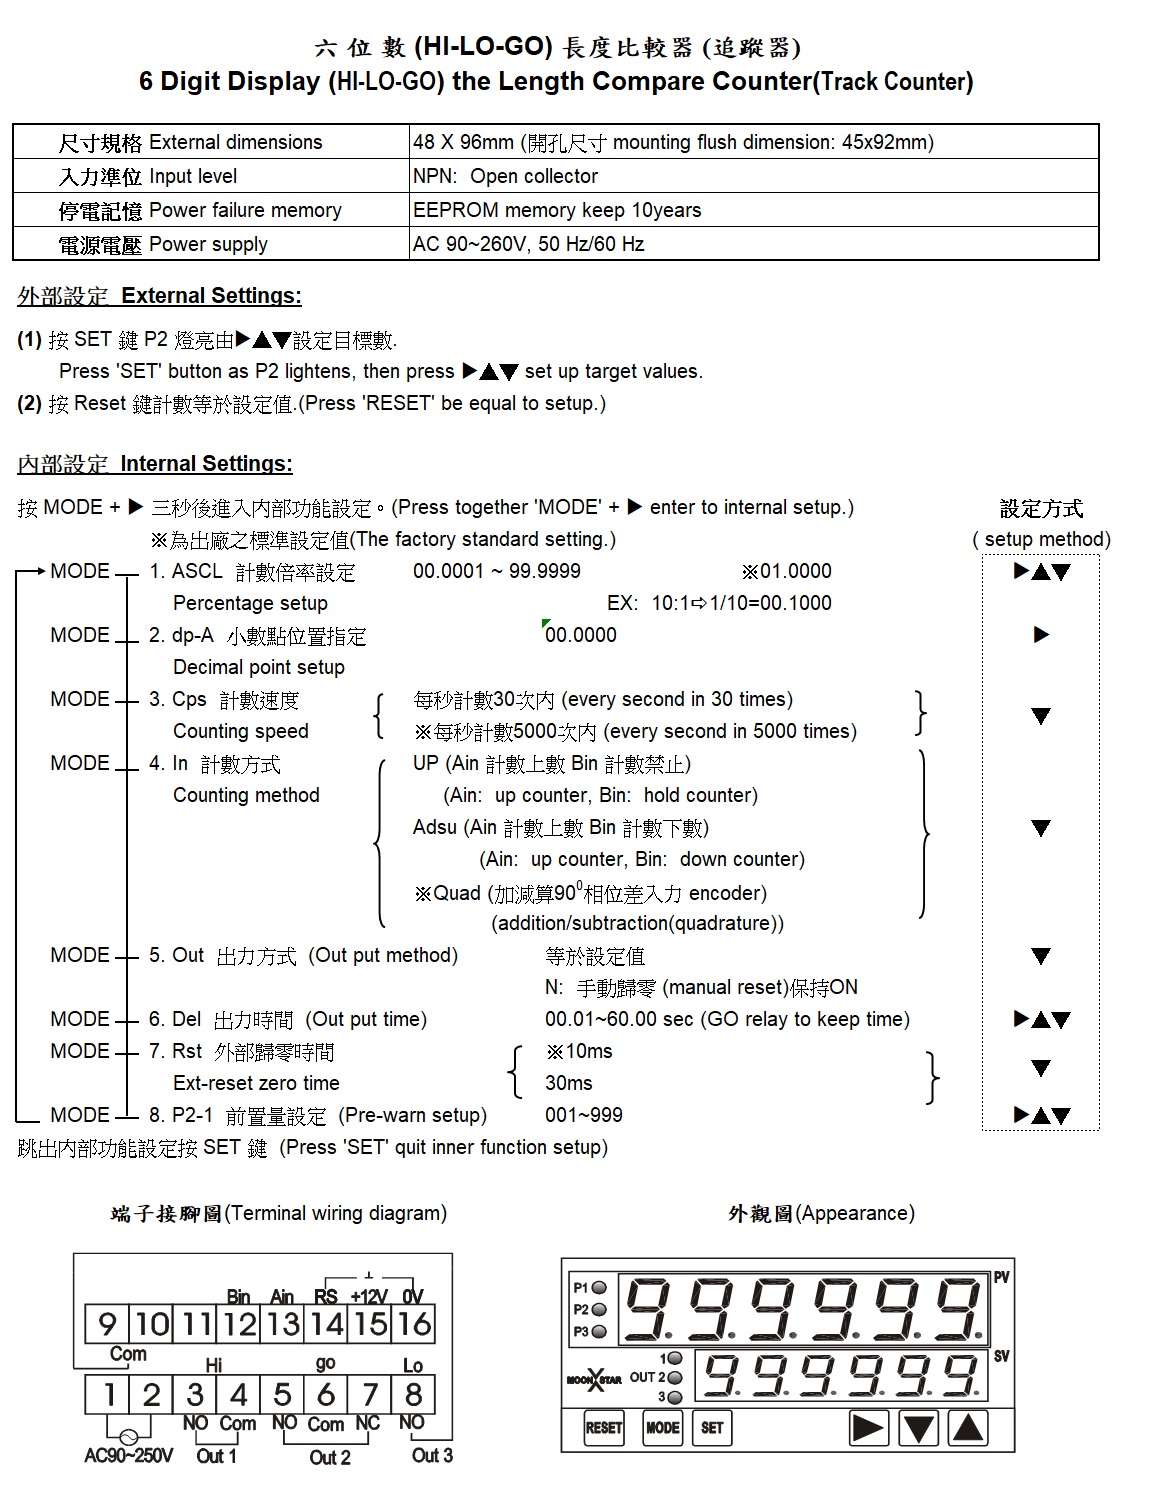 六 位 數 (HI-LO-GO) 長度比較器 (追蹤器)
6 Digit Display (HI-LO-GO) the Length Compare Counter(Track Counter)
尺寸規格 External dimensions 48 X 96mm (開孔尺寸 mounting flush dimension: 45x92mm)
入力準位 Input level NPN: Open collector
停電記憶 Power failure memory EEPROM memory keep 10years
電源電壓 Power supply AC 90~260V, 50 Hz/60 Hz
外部設定 External Settings:
(1) 按 SET 鍵 P2 燈亮由▶▲▼設定目標數.
Press 'SET' button as P2 lightens, then press ▶▲▼ set up target values.
(2) 按 Reset 鍵計數等於設定值.(Press 'RESET' be equal to setup.)
內部設定 Internal Settings:
按 MODE + ▶ 三秒後進入内部功能設定。(Press together 'MODE' + ▶ enter to internal setup.) 設定方式
※為出廠之標準設定值(The factory standard setting.) ( setup method)
MODE 1. ASCL 計數倍率設定 00.0001 ~ 99.9999 ※01.0000 ▶▲▼
Percentage setup EX: 10:1⇨1/10=00.1000
MODE 2. dp-A 小數點位置指定 00.0000 ▶
Decimal point setup
MODE 3. Cps 計數速度 每秒計數30次内 (every second in 30 times)
Counting speed ※每秒計數5000次内 (every second in 5000 times) ▼
MODE 4. In 計數方式 UP (Ain 計數上數 Bin 計數禁止)
Counting method (Ain: up counter, Bin: hold counter)
Adsu (Ain 計數上數 Bin 計數下數) ▼
(Ain: up counter, Bin: down counter)
※Quad (加減算90⁰相位差入力 encoder)
(addition/subtraction(quadrature))
MODE 5. Out 出力方式 (Out put method) 等於設定值 ▼
N: 手動歸零 (manual reset)保持ON
MODE 6. Del 出力時間 (Out put time) 00.01~60.00 sec (GO relay to keep time) ▶▲▼
MODE 7. Rst 外部歸零時間 ※10ms ▼
Ext-reset zero time 30ms
MODE 8. P2-1 前置量設定 (Pre-warn setup) 001~999 ▶▲▼
跳出内部功能設定按 SET 鍵 (Press 'SET' quit inner function setup)
端子接腳圖(Terminal wiring diagram)
Bin Ain RS +12V 0V
9 10 11 12 13 14 15 16
Com Hi go Lo
1 2 3 4 5 6 7 8
NO Com NO Com NC NO
AC90~250V Out 1 Out 2 Out 3
外觀圖(Appearance)
P1 999999 PV
P2
P3
MOON X STAR OUT 1 2 3 999999 SV
RESET MODE SET ▶ ▼ ▲